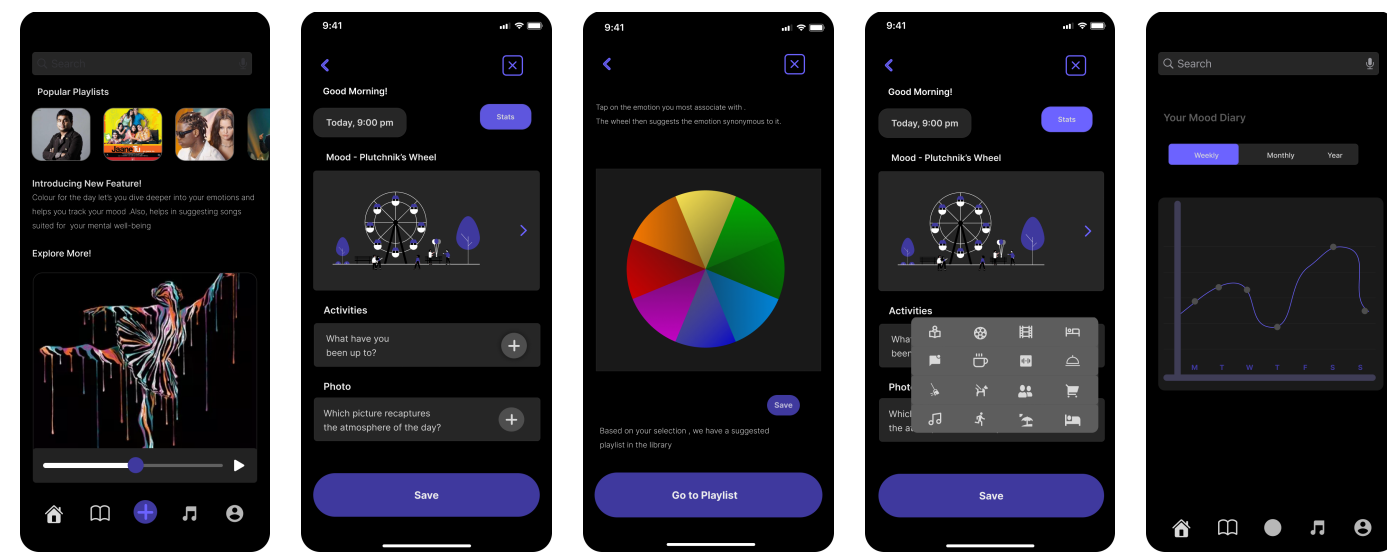 Search
Popular Playlists
Jaane
Introducing New Feature!
Colour for the day let's you dive deeper into your emotions and
helps you track your mood .Also, helps in suggesting songs
suited for your mental well-being
Explore More!
9:41
Good Morning!
Today, 9:00 pm
Stats
Mood - Plutchnik's Wheel
Activities
What have you
been up to?
Photo
Which picture recaptures
the atmosphere of the day?
Save
9:41
Tap on the emotion you most associate with .
The wheel then suggests the emotion synonymous to it.
Save
Based on your selection , we have a suggested
playlist in the library
Go to Playlist
9:41
Good Morning!
Today, 9:00 pm
Stats
Mood - Plutchnik's Wheel
Activities
Wha
been
Phot
Whicl
the a
Save
Search
Your Mood Diary
Weekly Monthly Year
M T W T F S S